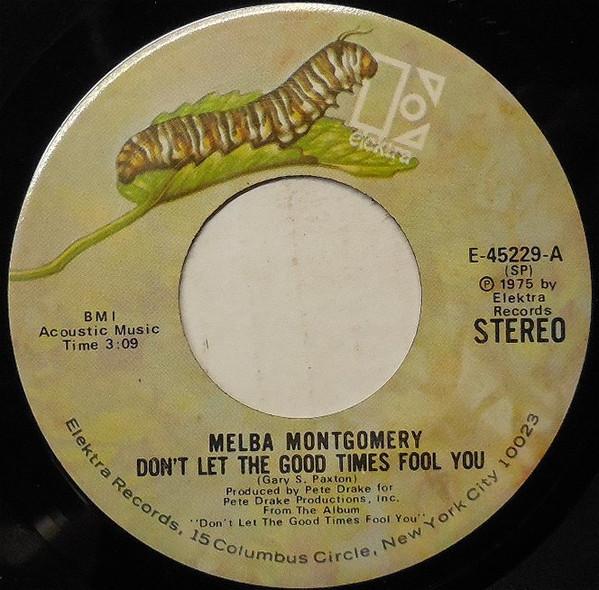 elektra
E-45229-A
(SP)
℗ 1975 by
Elektra
Records
STEREO
BMI
Acoustic Music
Time 3:09
MELBA MONTGOMERY
DON'T LET THE GOOD TIMES FOOL YOU
(Gary S. Paxton)
Produced by Pete Drake for
Pete Drake Productions, Inc.
From The Album
"Don't Let The Good Times Fool You"
Elektra Records, 15 Columbus Circle, New York City 10023